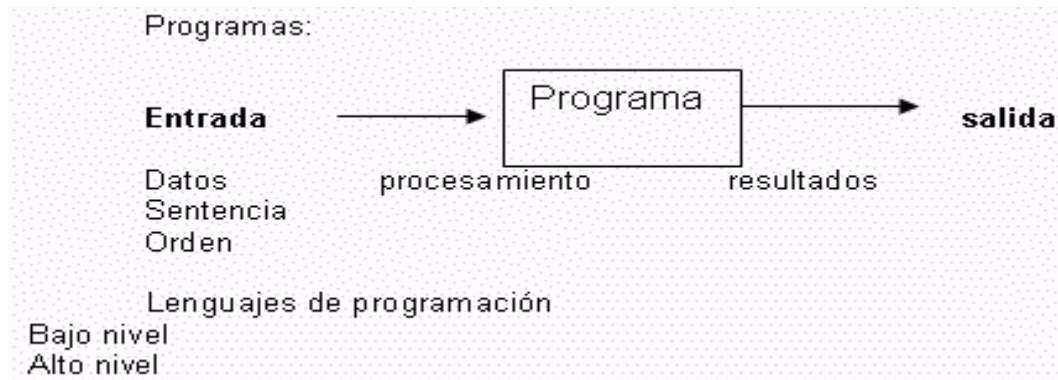 Programas:
Programa
Entrada salida
Datos procesamiento resultados
Sentencia
Orden
Lenguajes de programación
Bajo nivel
Alto nivel